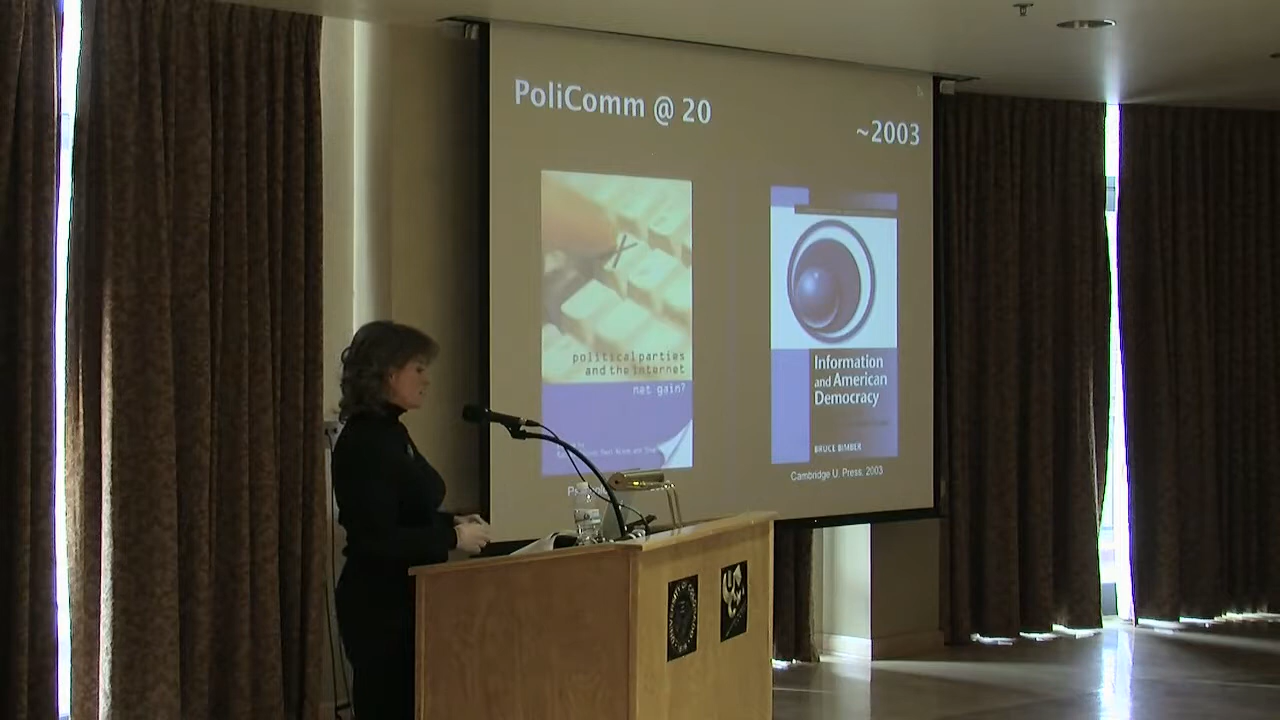 PoliComm @ 20
~2003
political parties
and the internet
net gain?
Information
and American
Democracy
BRUCE BIMBER
Cambridge U. Press, 2003